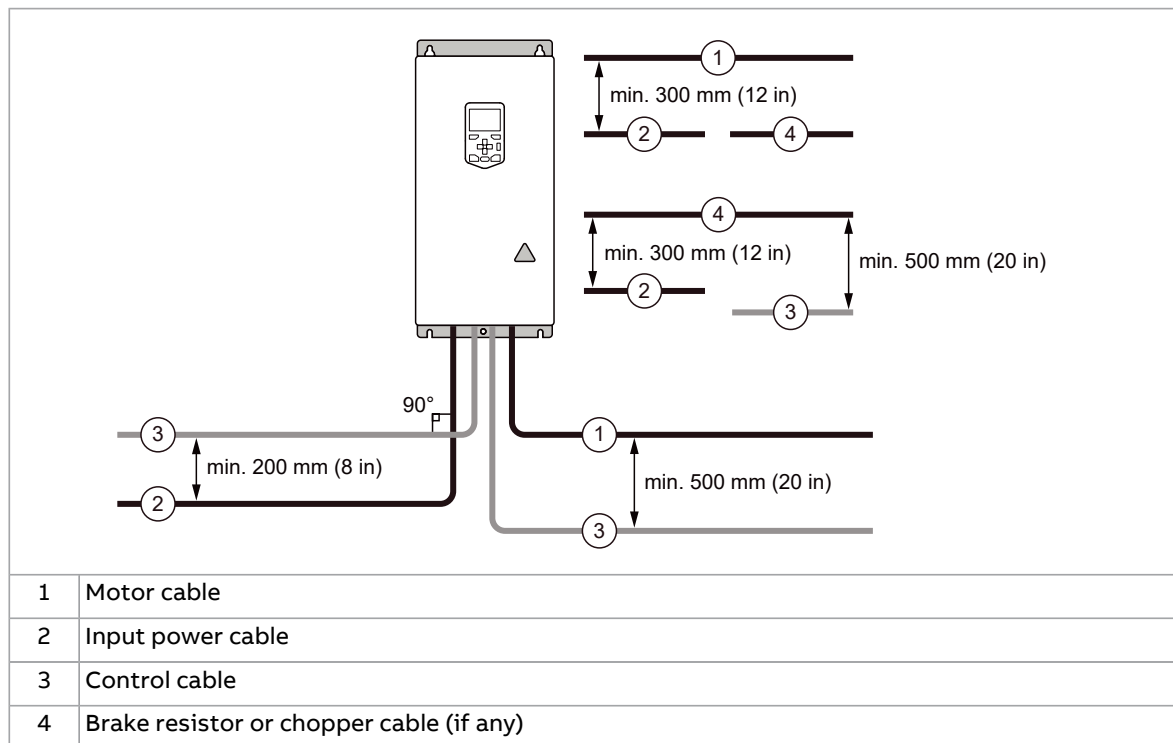 1
min. 300 mm (12 in)
2 4
4
min. 300 mm (12 in) min. 500 mm (20 in)
2
3
90°
3 1
min. 200 mm (8 in) min. 500 mm (20 in)
2
3
1 Motor cable
2 Input power cable
3 Control cable
4 Brake resistor or chopper cable (if any)